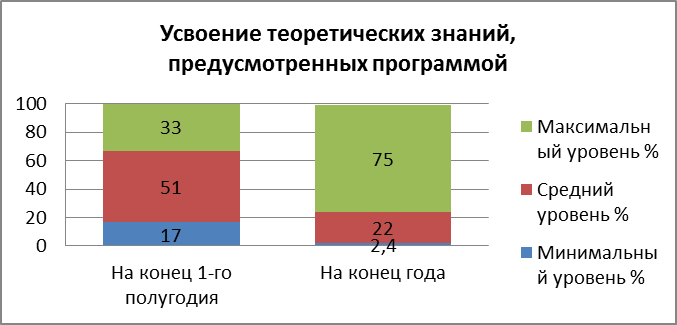 Усвоение теоретических знаний,
предусмотренных программой
100
80
60
40
20
0
33
51
17
75
22
2,4
На конец 1-го
полугодия
На конец года
Максимальн
ый уровень %
Средний
уровень %
Минимальны
й уровень %